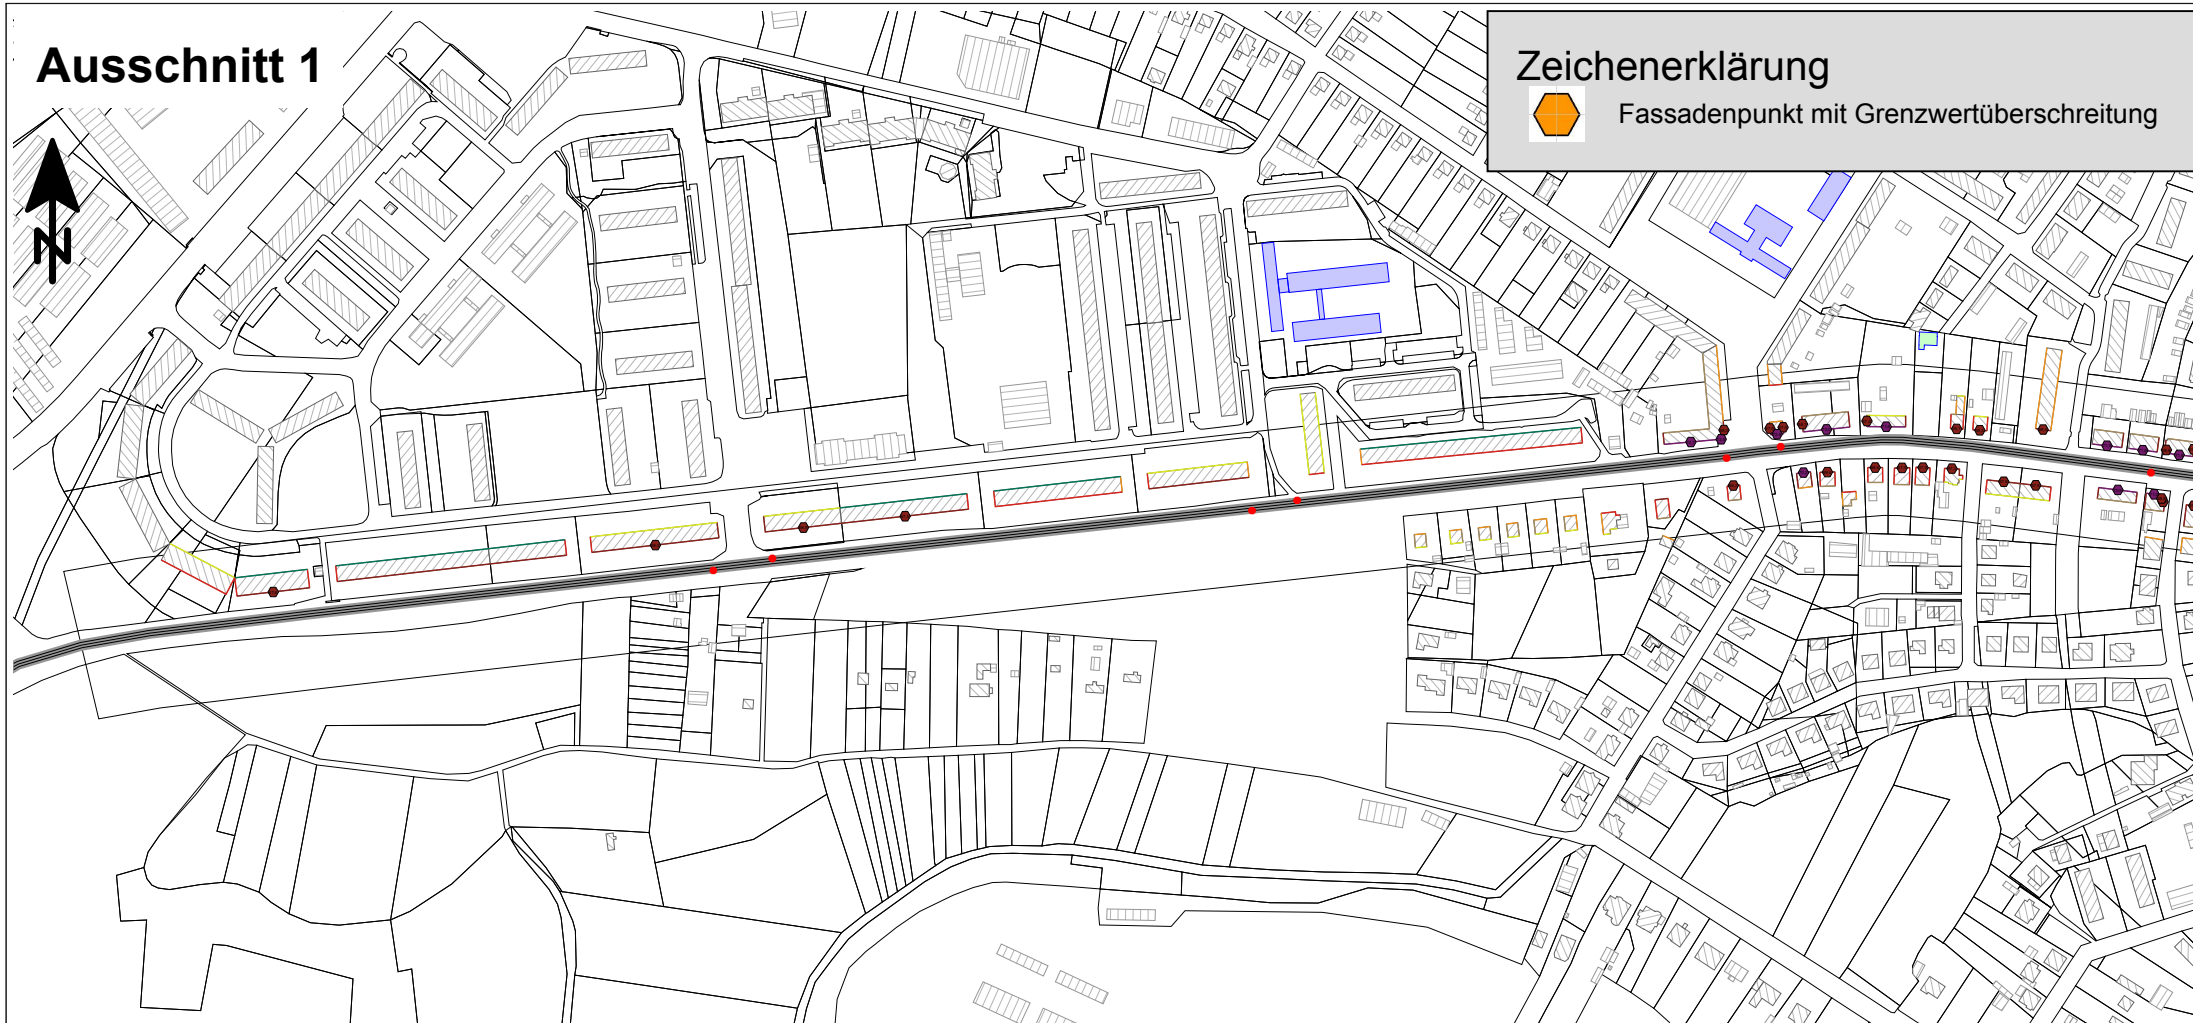 Ausschnitt 1
Zeichenerklärung
Fassadenpunkt mit Grenzwertüberschreitung
N